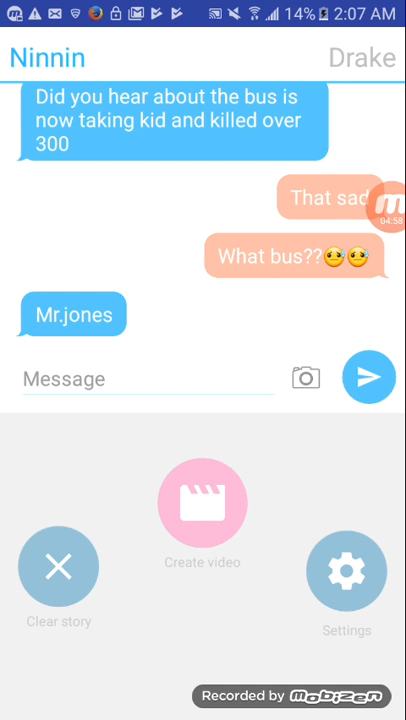 14% 2:07 AM
Ninnin
Drake
Did you hear about the bus is
now taking kid and killed over
300
That sad
04:58
What bus??😓😓
Mr.jones
Message
Create video
Clear story
Settings
Recorded by mobizen